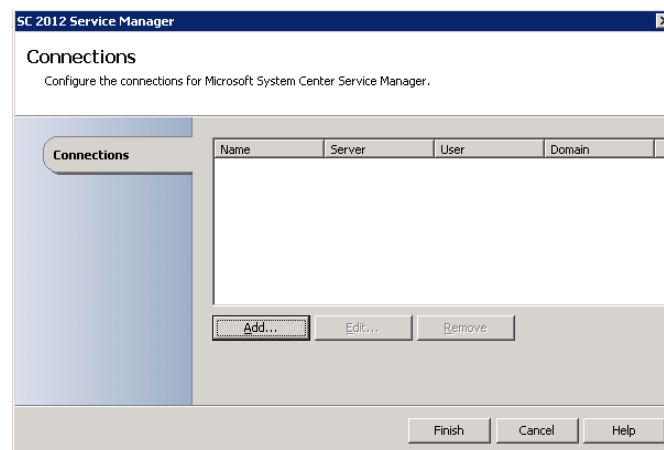 SC 2012 Service Manager
Connections
Configure the connections for Microsoft System Center Service Manager.
Connections
Name Server User Domain
Add... Edit... Remove
Finish Cancel Help